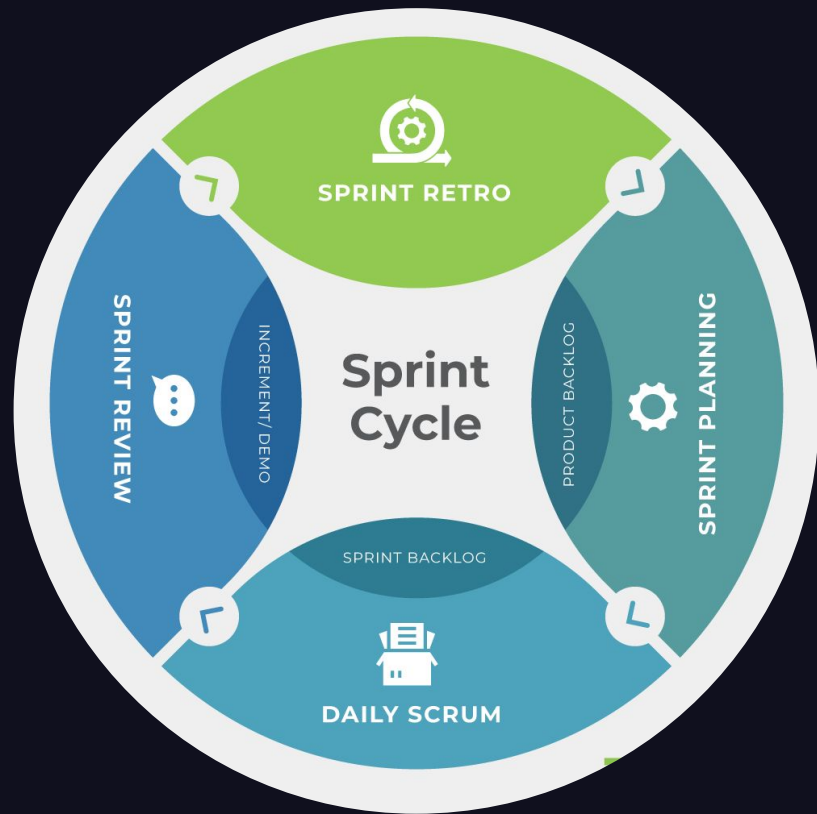 SPRINT RETRO
SPRINT REVIEW
INCREMENT/ DEMO
Sprint
Cycle
PRODUCT BACKLOG
SPRINT PLANNING
SPRINT BACKLOG
DAILY SCRUM